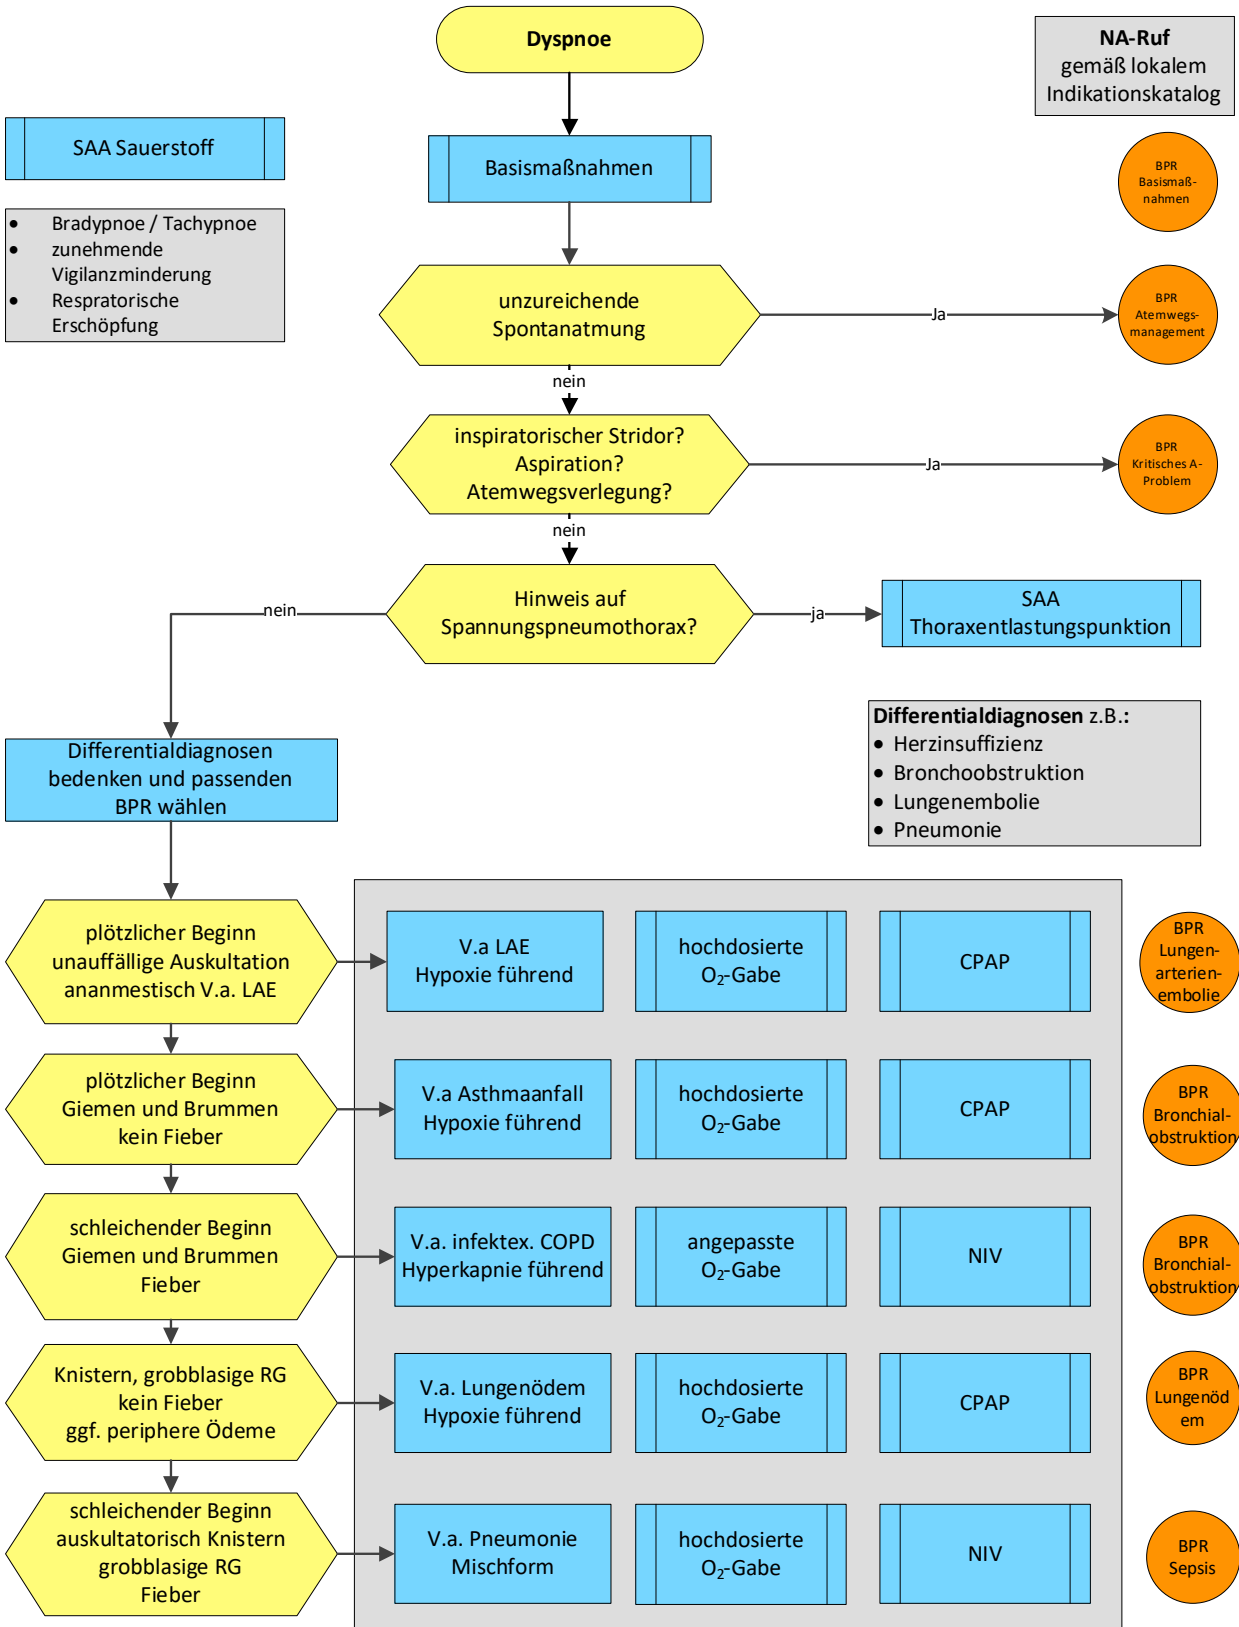 Dyspnoe
NA-Ruf
gemäß lokalem
Indikationskatalog
SAA Sauerstoff
Basismaßnahmen
BPR
Basismaß-
nahmen
• Bradypnoe / Tachypnoe
• zunehmende
Vigilanzminderung
• Respratorische
Erschöpfung
unzureichende
Spontanatmung
Ja
BPR
Atemwegs-
management
nein
inspiratorischer Stridor?
Aspiration?
Atemwegsverlegung?
Ja
BPR
Kritisches A-
Problem
nein
Hinweis auf
Spannungspneumothorax?
nein
ja
SAA
Thoraxentlastungspunktion
Differentialdiagnosen
bedenken und passenden
BPR wählen
Differentialdiagnosen z.B.:
• Herzinsuffizienz
• Bronchoobstruktion
• Lungenembolie
• Pneumonie
plötzlicher Beginn
unauffällige Auskultation
ananmestisch V.a. LAE
V.a LAE
Hypoxie führend
hochdosierte
O₂-Gabe
CPAP
BPR
Lungen-
arterien-
embolie
plötzlicher Beginn
Giemen und Brummen
kein Fieber
V.a Asthmaanfall
Hypoxie führend
hochdosierte
O₂-Gabe
CPAP
BPR
Bronchial-
obstruktion
schleichender Beginn
Giemen und Brummen
Fieber
V.a. infektex. COPD
Hyperkapnie führend
angepasste
O₂-Gabe
NIV
BPR
Bronchial-
obstruktion
Knistern, grobblasige RG
kein Fieber
ggf. periphere Ödeme
V.a. Lungenödem
Hypoxie führend
hochdosierte
O₂-Gabe
CPAP
BPR
Lungenöd
em
schleichender Beginn
auskultatorisch Knistern
grobblasige RG
Fieber
V.a. Pneumonie
Mischform
hochdosierte
O₂-Gabe
NIV
BPR
Sepsis